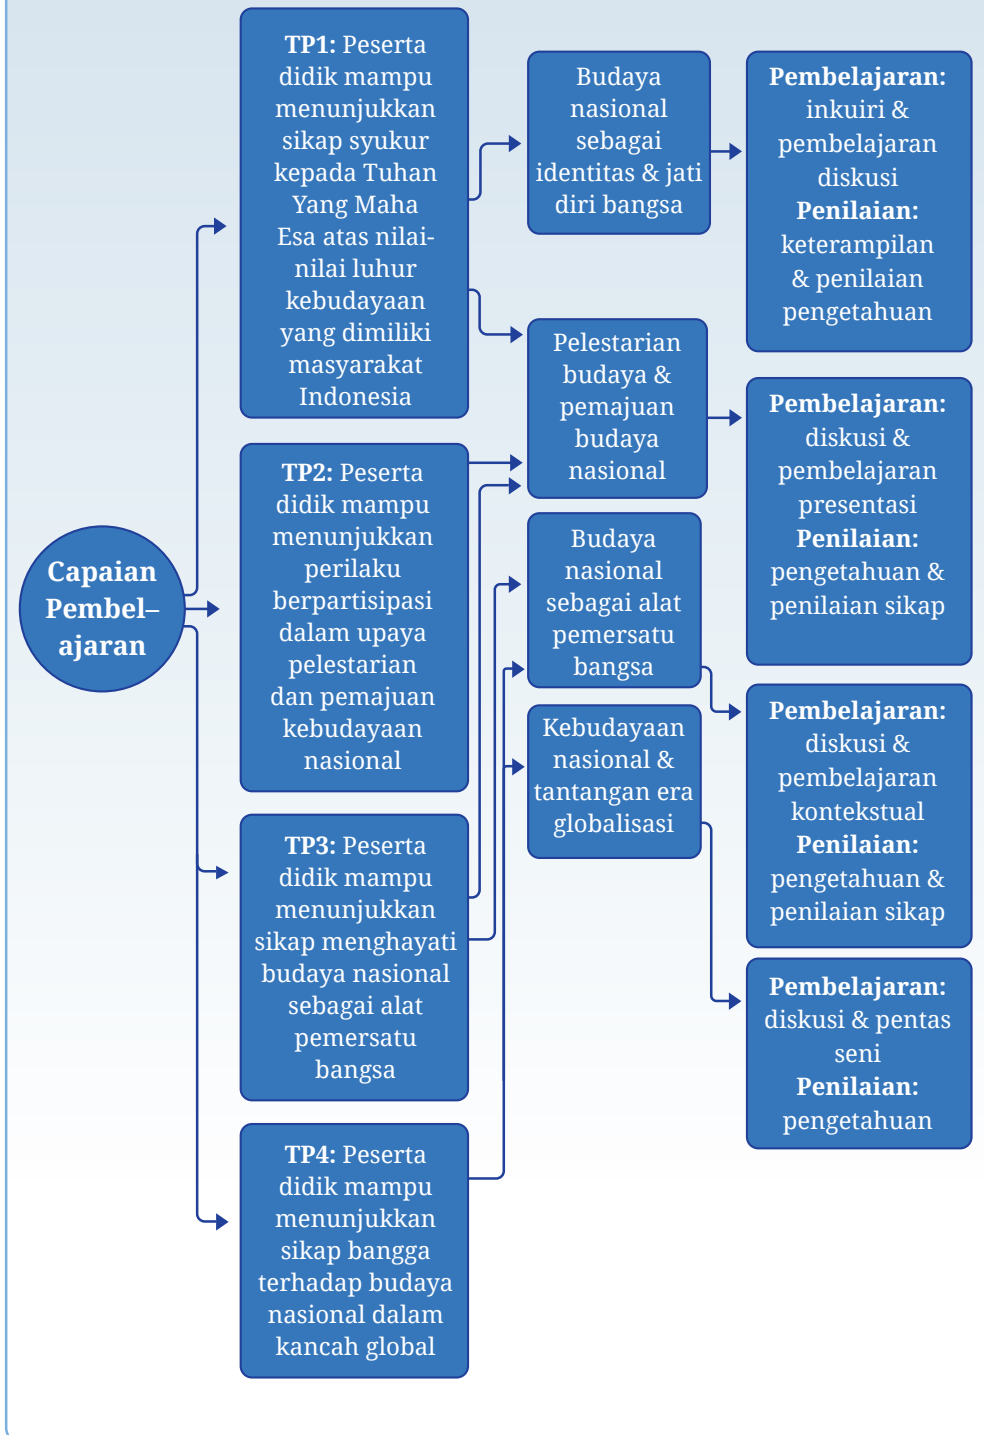 Capaian
Pembel–
ajaran
TP1: Peserta
didik mampu
menunjukkan
sikap syukur
kepada Tuhan
Yang Maha
Esa atas nilai-
nilai luhur
kebudayaan
yang dimiliki
masyarakat
Indonesia
TP2: Peserta
didik mampu
menunjukkan
perilaku
berpartisipasi
dalam upaya
pelestarian
dan pemajuan
kebudayaan
nasional
TP3: Peserta
didik mampu
menunjukkan
sikap menghayati
budaya nasional
sebagai alat
pemersatu
bangsa
TP4: Peserta
didik mampu
menunjukkan
sikap bangga
terhadap budaya
nasional dalam
kancah global
Budaya
nasional
sebagai
identitas & jati
diri bangsa
Pelestarian
budaya &
pemajuan
budaya
nasional
Budaya
nasional
sebagai alat
pemersatu
bangsa
Kebudayaan
nasional &
tantangan era
globalisasi
Pembelajaran:
inkuiri &
pembelajaran
diskusi
Penilaian:
keterampilan
& penilaian
pengetahuan
Pembelajaran:
diskusi &
pembelajaran
presentasi
Penilaian:
pengetahuan &
penilaian sikap
Pembelajaran:
diskusi &
pembelajaran
kontekstual
Penilaian:
pengetahuan &
penilaian sikap
Pembelajaran:
diskusi & pentas
seni
Penilaian:
pengetahuan